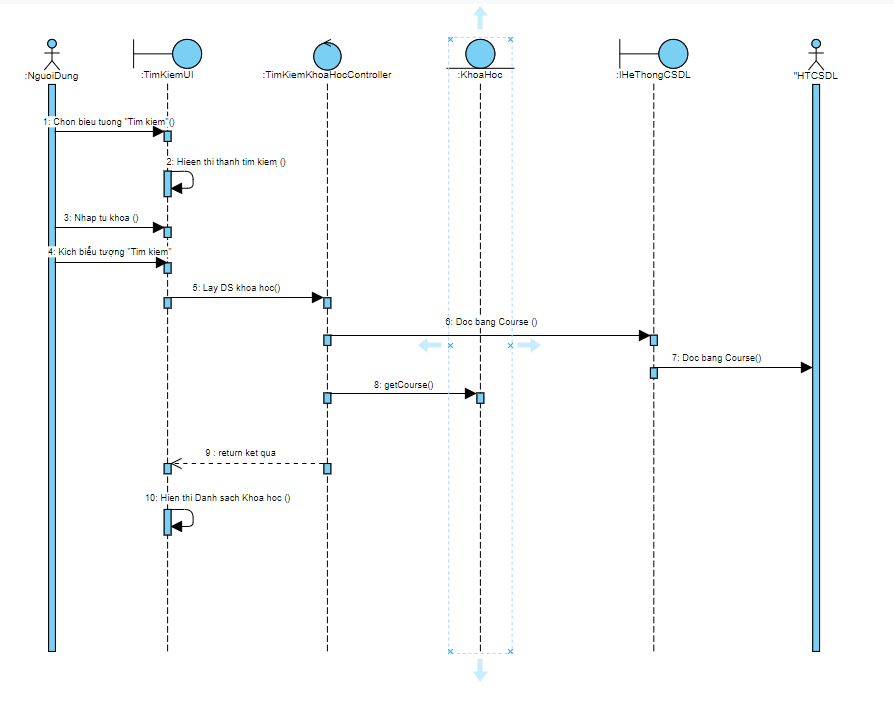 :NguoiDung
:TimKiemUI
:TimKiemKhoaHocController
:KhoaHoc
:IHeThongCSDL
"HTCSDL
1: Chon bieu tuong "Tim kiem"()
2: Hieen thi thanh tim kiem ()
3: Nhap tu khoa ()
4: Kich biểu tượng "Tim kiem"
5: Lay DS khoa hoc()
6: Doc bang Course ()
7: Doc bang Course()
8: getCourse()
9 : return ket qua
10: Hien thi Danh sach Khoa hoc ()